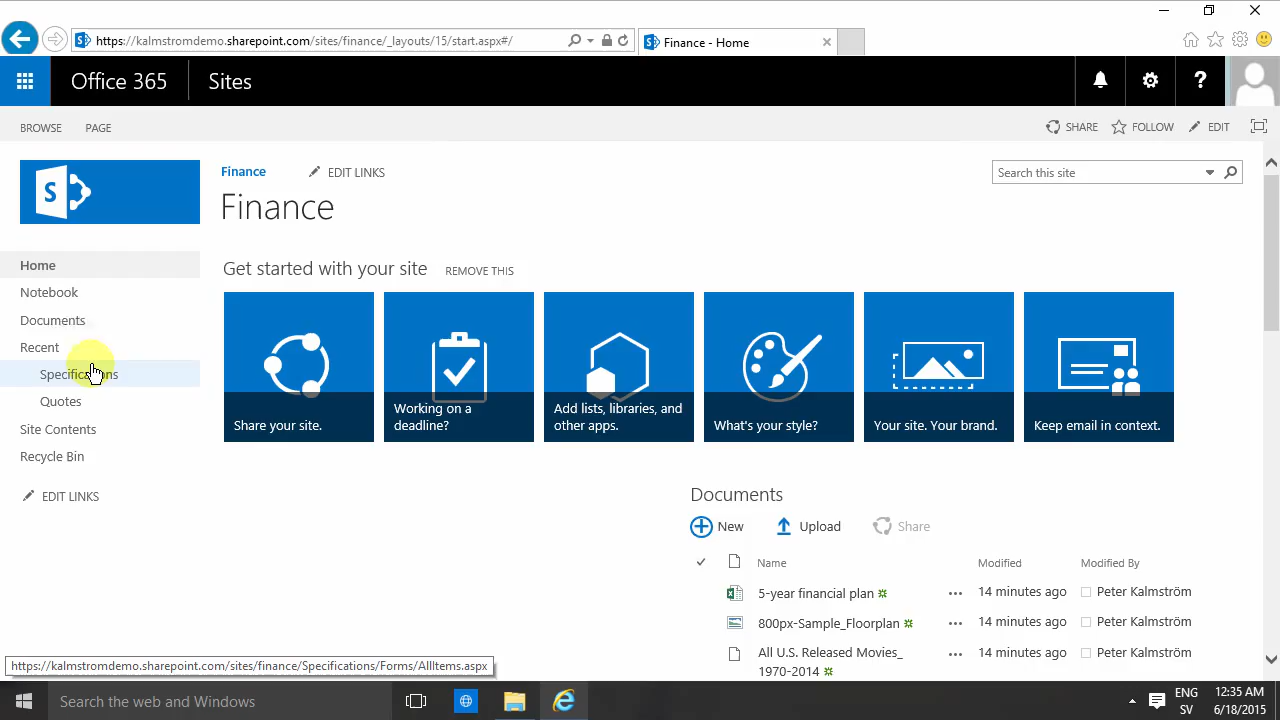 https://kalmstromdemo.sharepoint.com/sites/finance/_layouts/15/start.aspx#/
Finance - Home
Office 365
Sites
?
BROWSE
PAGE
SHARE
FOLLOW
EDIT
S
Finance
EDIT LINKS
Search this site
Finance
Home
Notebook
Documents
Recent
Specifications
Quotes
Site Contents
Recycle Bin
EDIT LINKS
Get started with your site
REMOVE THIS
Share your site.
Working on a
deadline?
Add lists, libraries, and
other apps.
What's your style?
Your site. Your brand.
Keep email in context.
Documents
New
Upload
Share
Name
Modified
Modified By
5-year financial plan
14 minutes ago
Peter Kalmström
800px-Sample_Floorplan
14 minutes ago
Peter Kalmström
All U.S. Released Movies_
1970-2014
14 minutes ago
Peter Kalmström
https://kalmstromdemo.sharepoint.com/sites/finance/Specifications/Forms/AllItems.aspx
Search the web and Windows
ENG
SV
12:35 AM
6/18/2015